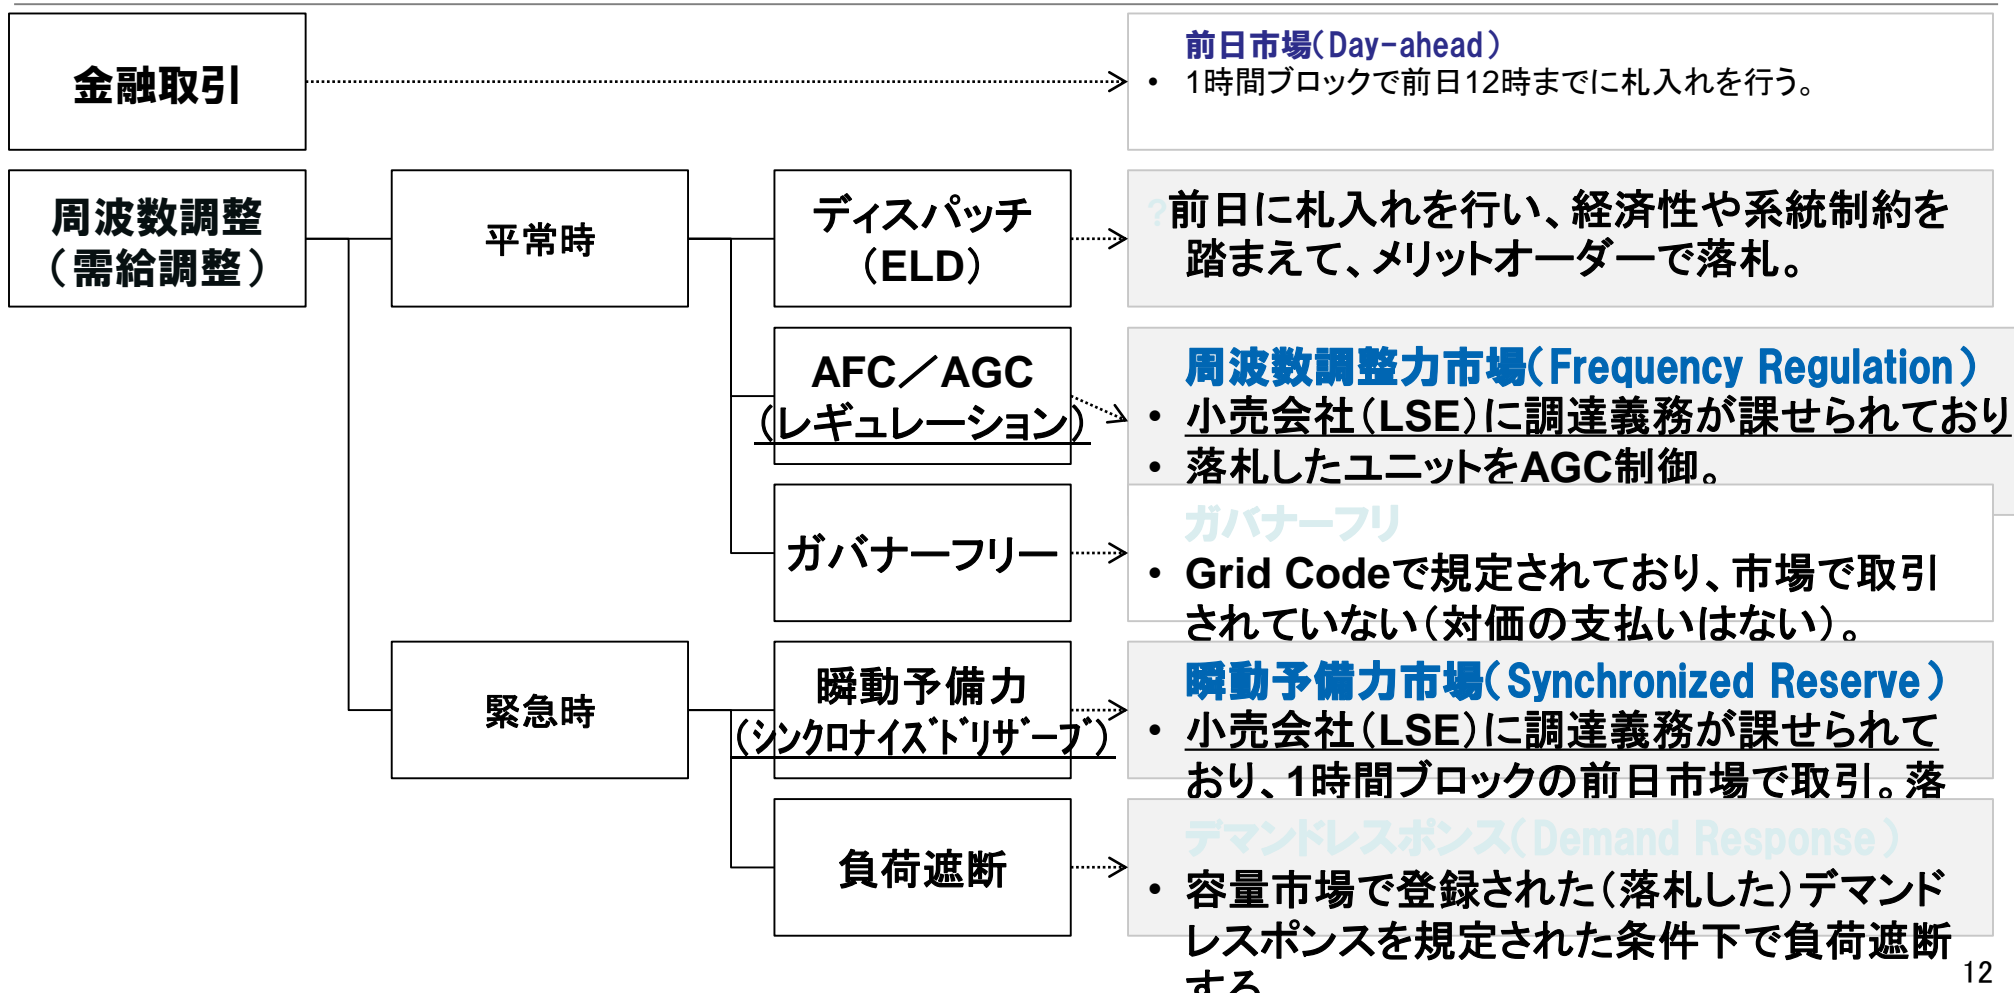 金融取引
前日市場（Day-ahead）
• 1時間ブロックで前日12時までに札入れを行う。
周波数調整
（需給調整）
平常時
ディスパッチ
（ELD）
?前日に札入れを行い、経済性や系統制約を
踏まえて、メリットオーダーで落札。
AFC／AGC
（レギュレーション）
周波数調整力市場（Frequency Regulation）
• 小売会社（LSE）に調達義務が課せられており
• 落札したユニットをAGC制御。
ガバナーフリー
ガバナーフリ
• Grid Codeで規定されており、市場で取引
されていない（対価の支払いはない）。
緊急時
瞬動予備力
（シンクロナイズドリザーブ）
瞬動予備力市場（Synchronized Reserve）
• 小売会社（LSE）に調達義務が課せられて
おり、1時間ブロックの前日市場で取引。落
負荷遮断
デマンドレスポンス（Demand Response）
• 容量市場で登録された（落札した）デマンド
レスポンスを規定された条件下で負荷遮断
する
12